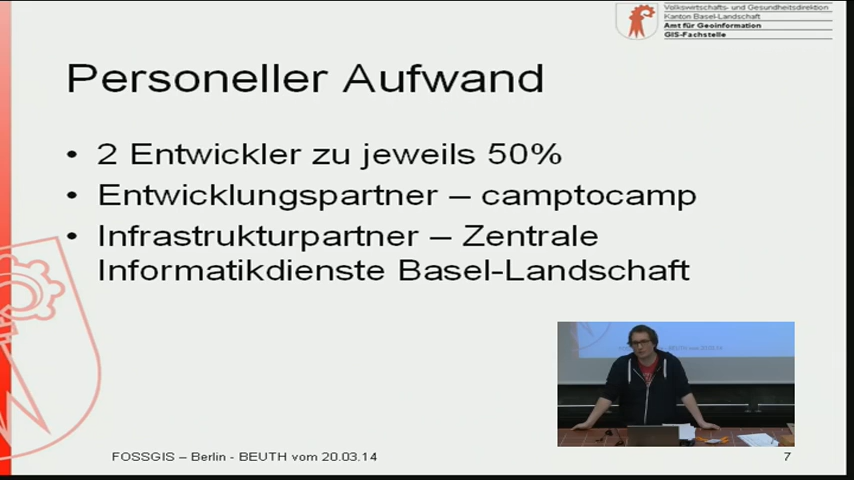 Volkswirtschafts- und Gesundheitsdirektion
Kanton Basel-Landschaft
Amt für Geoinformation
GIS-Fachstelle
Personeller Aufwand
• 2 Entwickler zu jeweils 50%
• Entwicklungspartner – camptocamp
• Infrastrukturpartner – Zentrale
Informatikdienste Basel-Landschaft
FOSSGIS – Berlin - BEUTH vom 20.03.14
7